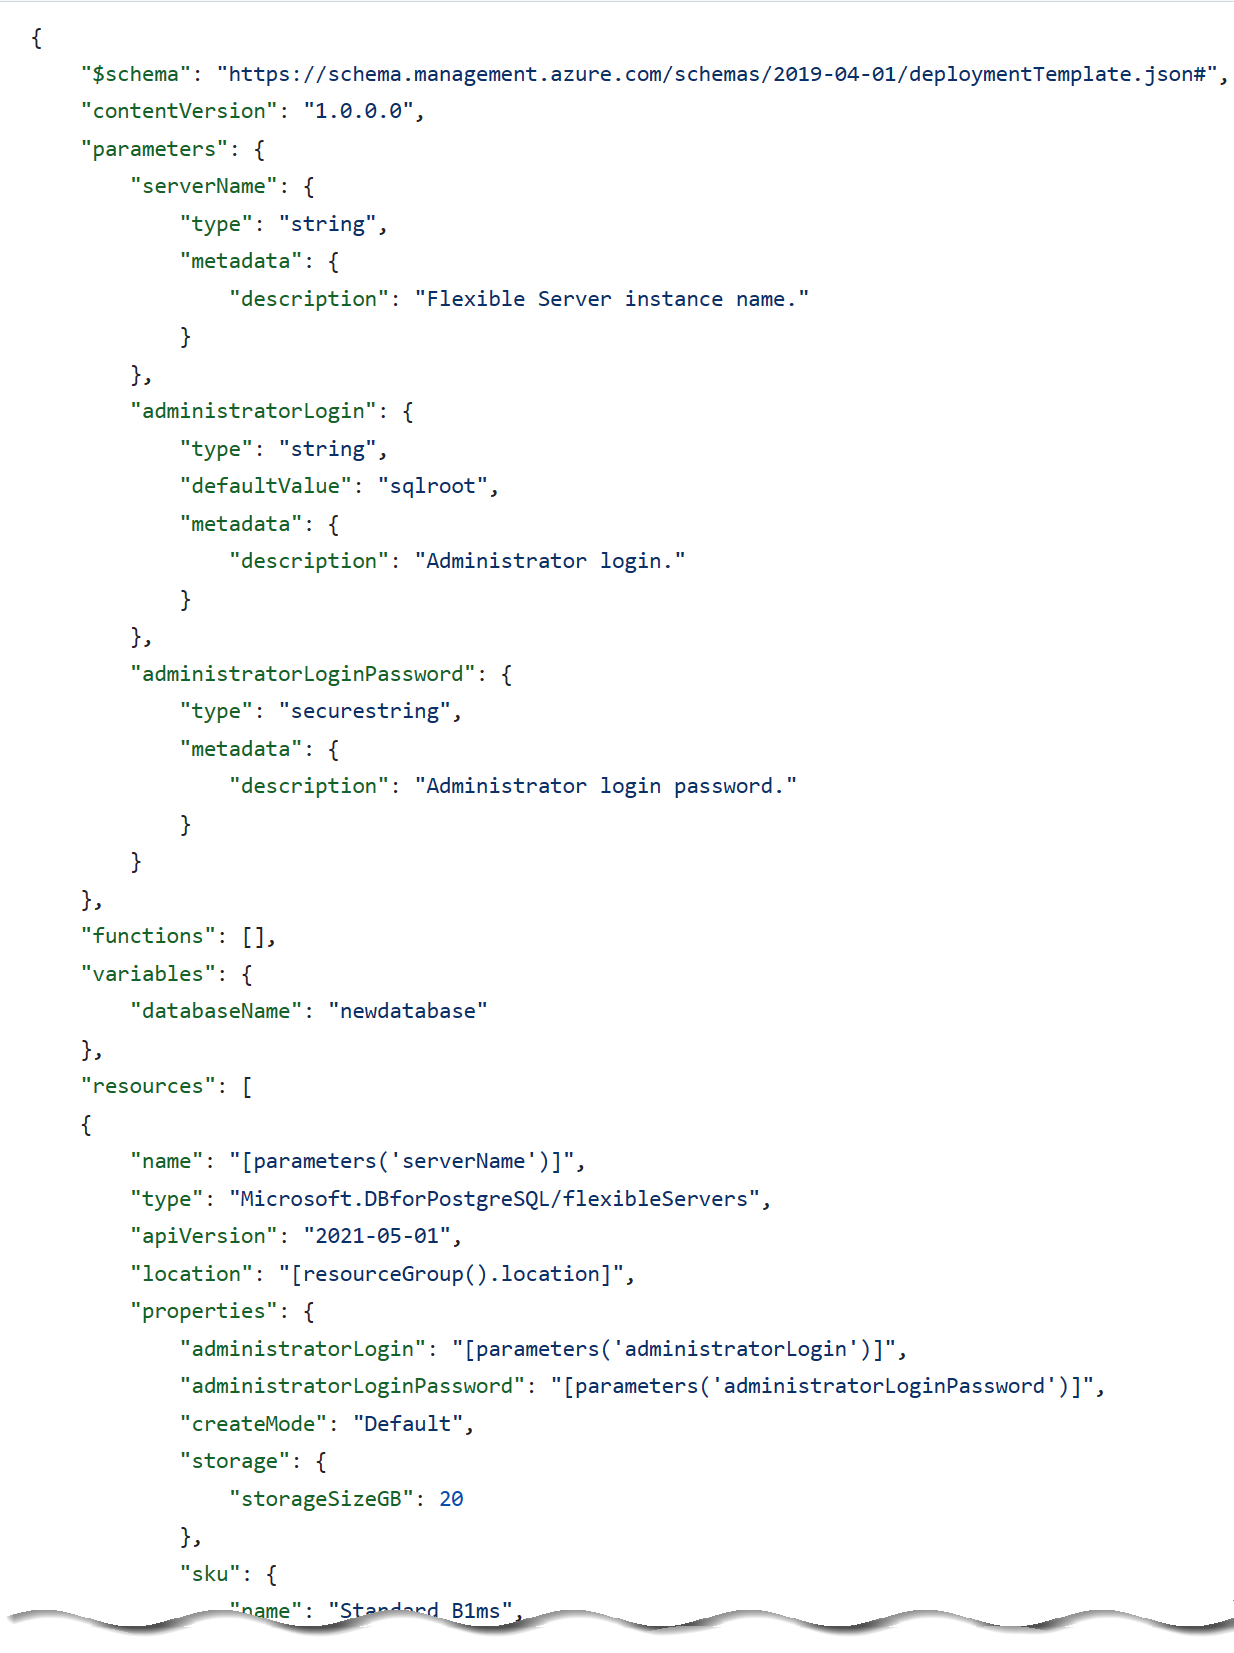 {
    "$schema": "https://schema.management.azure.com/schemas/2019-04-01/deploymentTemplate.json#",
    "contentVersion": "1.0.0.0",
    "parameters": {
        "serverName": {
            "type": "string",
            "metadata": {
                "description": "Flexible Server instance name."
            }
        },
        "administratorLogin": {
            "type": "string",
            "defaultValue": "sqlroot",
            "metadata": {
                "description": "Administrator login."
            }
        },
        "administratorLoginPassword": {
            "type": "securestring",
            "metadata": {
                "description": "Administrator login password."
            }
        }
    },
    "functions": [],
    "variables": {
        "databaseName": "newdatabase"
    },
    "resources": [
    {
        "name": "[parameters('serverName')]",
        "type": "Microsoft.DBforPostgreSQL/flexibleServers",
        "apiVersion": "2021-05-01",
        "location": "[resourceGroup().location]",
        "properties": {
            "administratorLogin": "[parameters('administratorLogin')]",
            "administratorLoginPassword": "[parameters('administratorLoginPassword')]",
            "createMode": "Default",
            "storage": {
                "storageSizeGB": 20
            },
            "sku": {
                "name": "Standard_B1ms",